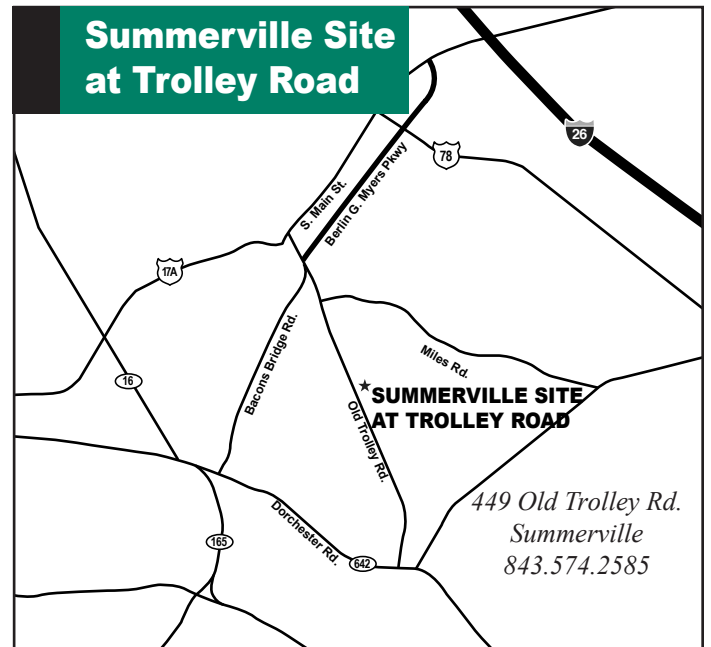 Summerville Site
at Trolley Road
26
78
S. Main St.
Berlin G. Myers Pkwy
17A
Bacons Bridge Rd.
Miles Rd.
16
SUMMERVILLE SITE
AT TROLLEY ROAD
Old Trolley Rd.
449 Old Trolley Rd.
Summerville
843.574.2585
Dorchester Rd.
165
642